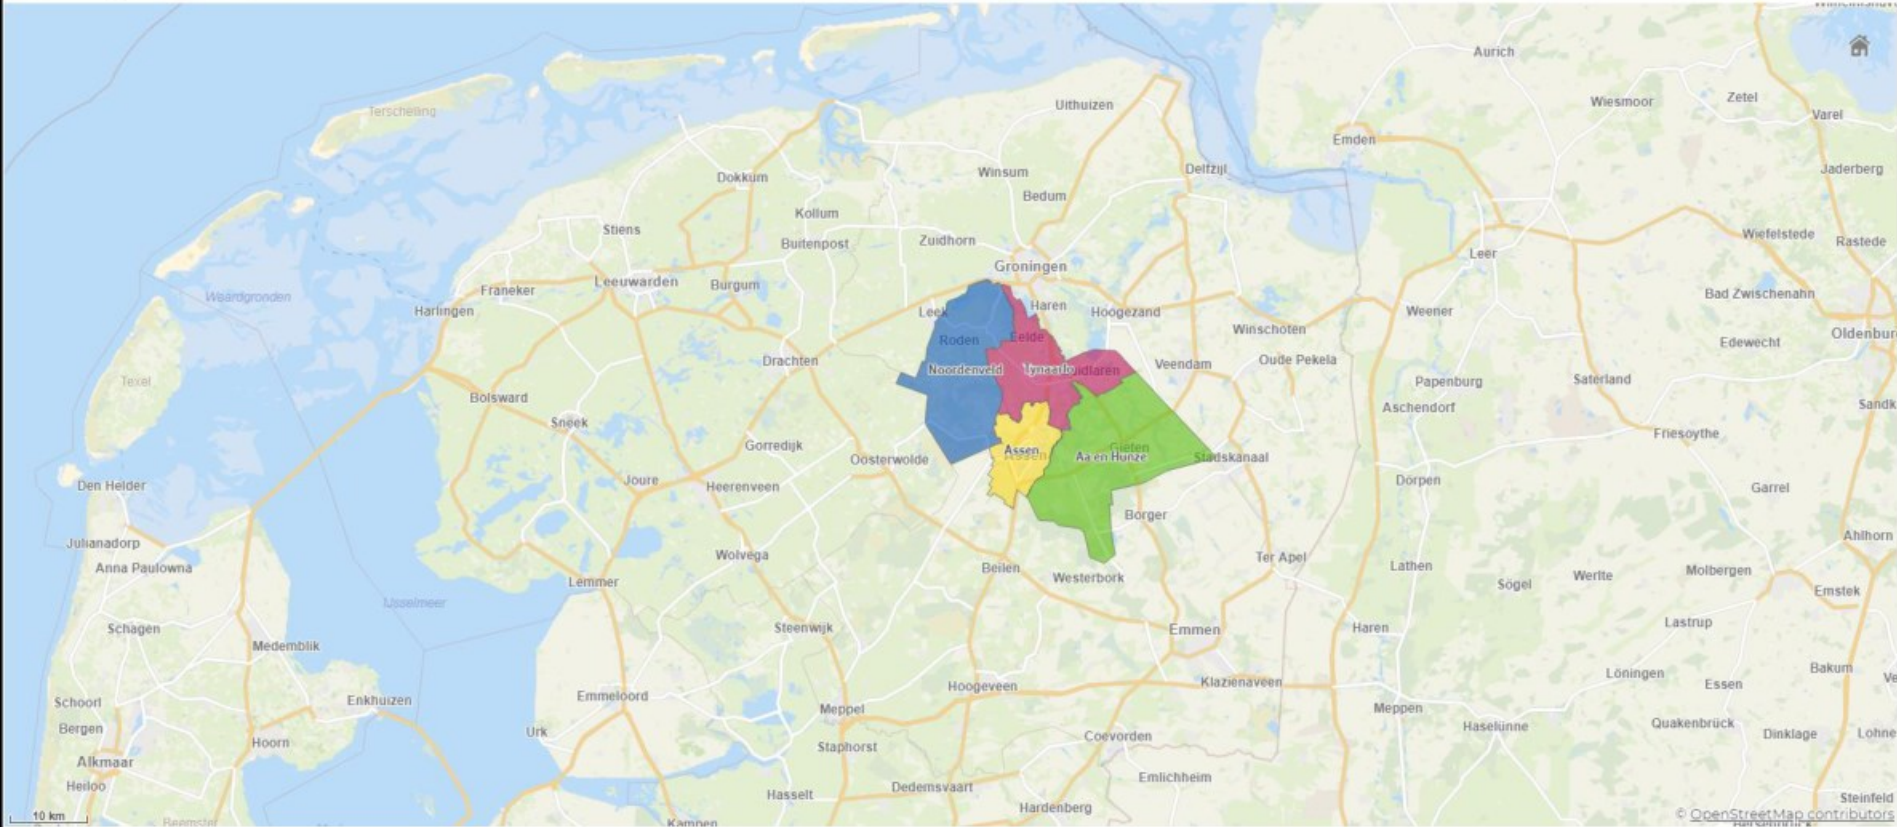 Aurich
Wiesmoor
Zetel
Varel
Terschelling
Uithuizen
Emden
Jaderberg
Dokkum
Winsum
Delfzijl
Bedum
Kollum
Stiens
Buitenpost
Zuidhorn
Wiefelstede
Rastede
Leer
Groningen
Leeuwarden
Burgum
Franeker
Waardgronden
Bad Zwischenahn
Harlingen
Leek
Haren
Hoogezand
Weener
Winschoten
Oldenbur
Edewecht
Roden
Eelde
Drachten
Veendam
Oude Pekela
Noordenveld
Tynaarlo
uidlaren
Texel
Papenburg
Saterland
Bolsward
Aschendorf
Sandk
Sneek
Friesoythe
Gorredijk
Oosterwolde
Assen
Assen
Gieten
Aa en Hunze
Stadskanaal
Den Helder
Joure
Heerenveen
Dörpen
Garrel
Borger
Julianadorp
Ahlhorn
Anna Paulowna
Wolvega
Beilen
Westerbork
Ter Apel
Lathen
Sögel
Werlte
Molbergen
Lemmer
IJsselmeer
Emstek
Schagen
Steenwijk
Emmen
Haren
Lastrup
Medemblik
Bakum
Löningen
Essen
Ve
Hoogeveen
Klazienaveen
Emmeloord
Enkhuizen
Schoorl
Meppel
Meppen
Bergen
Urk
Haselünne
Quakenbrück
Dinklage
Lohne
Hoorn
Staphorst
Coevorden
Alkmaar
Emlichheim
Heiloo
Hasselt
Dedemsvaart
Hardenberg
Steinfeld
10 km
© OpenStreetMap contributors